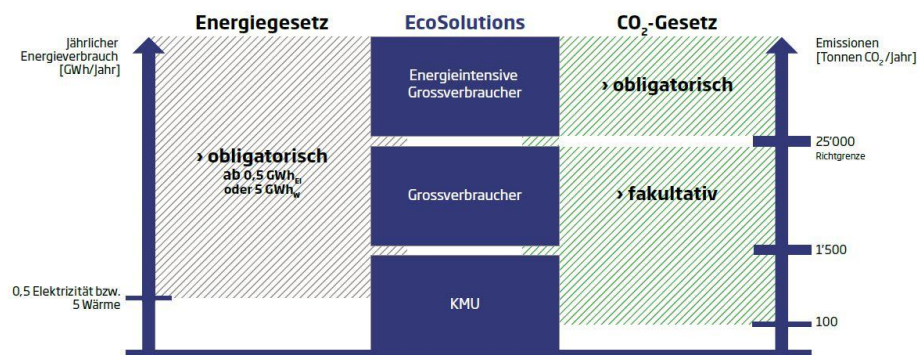 Energiegesetz
EcoSolutions
CO₂-Gesetz
Jährlicher
Energieverbrauch
[GWh/Jahr]
Emissionen
[Tonnen CO₂/Jahr]
Energieintensive
Grossverbraucher
› obligatorisch
25'000
Richtgrenze
› obligatorisch
ab 0,5 GWhEl
oder 5 GWhw
Grossverbraucher
› fakultativ
1'500
0,5 Elektrizität bzw.
5 Wärme
KMU
100